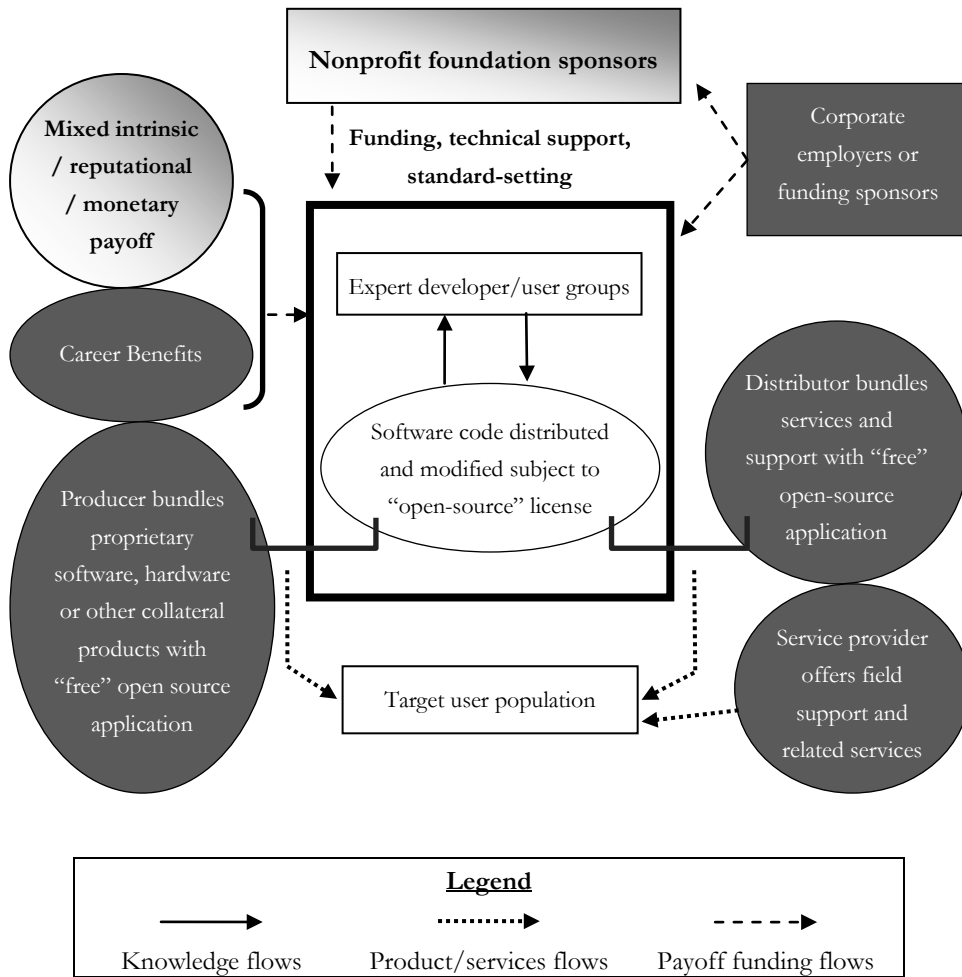 Nonprofit foundation sponsors
Mixed intrinsic
/ reputational
/ monetary
payoff
Funding, technical support,
standard-setting
Corporate
employers or
funding sponsors
Expert developer/user groups
Career Benefits
Software code distributed
and modified subject to
“open-source” license
Distributor bundles
services and
support with “free”
open-source
application
Producer bundles
proprietary
software, hardware
or other collateral
products with
“free” open source
application
Target user population
Service provider
offers field
support and
related services
Legend
Knowledge flows
Product/services flows
Payoff funding flows